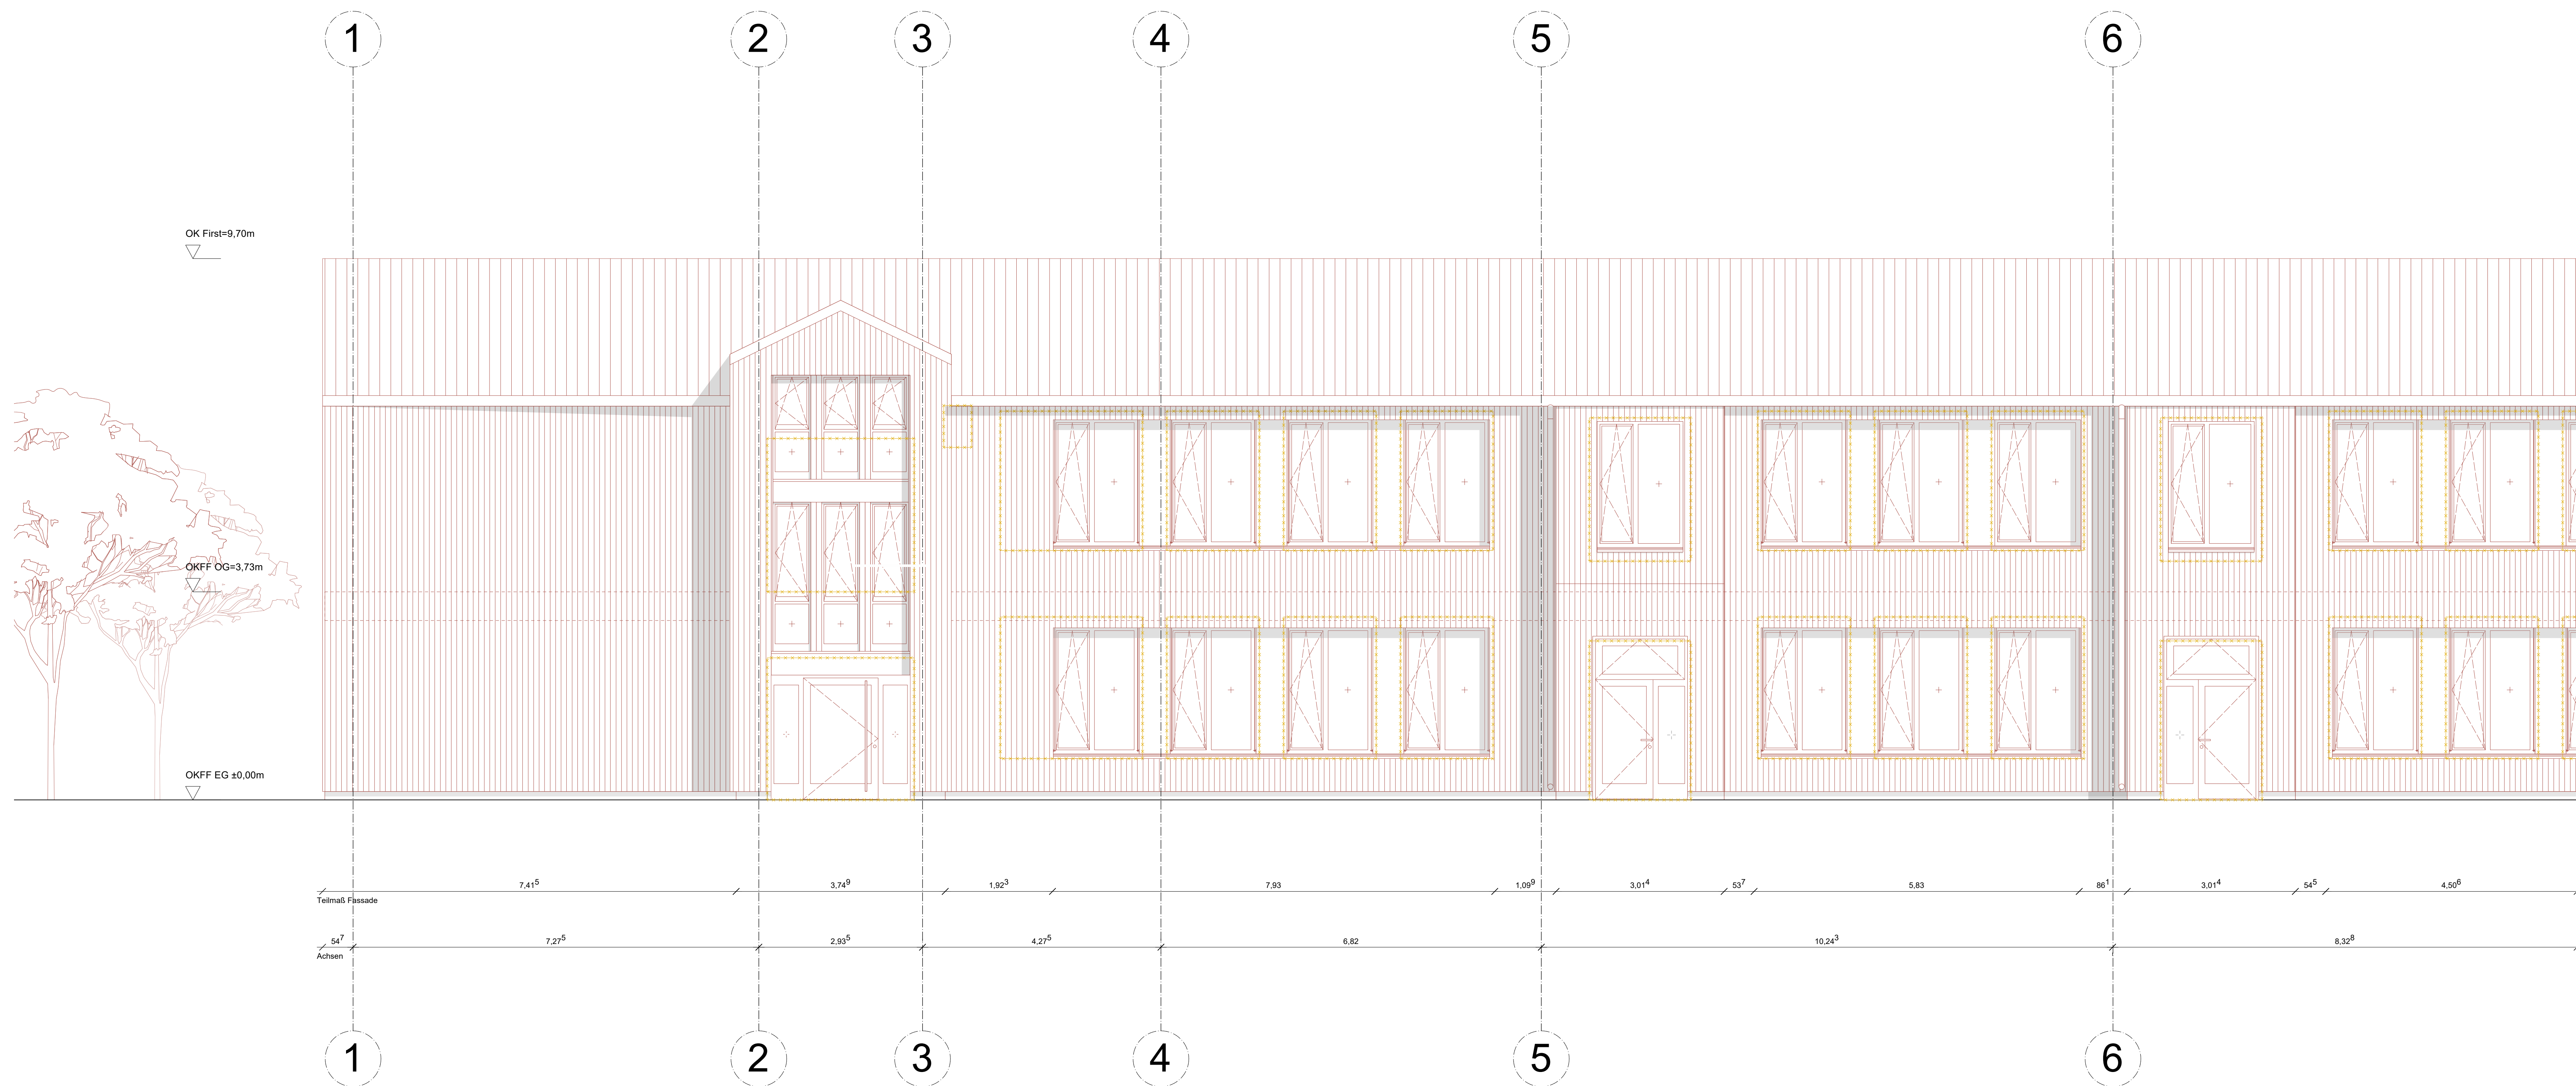 1 2 3 4 5 6
OK First=9,70m
OKFF OG=3,73m
OKFF EG ±0,00m
7,41⁵ 3,74⁹ 1,92³ 7,93 1,09⁹ 3,01⁴ 53⁷ 5,83 86¹ 3,01⁴ 54⁵ 4,50⁶
Teilmaß Fassade
54⁷ 7,27⁵ 2,93⁵ 4,27⁵ 6,82 10,24³ 8,32⁸
Achsen
1 2 3 4 5 6